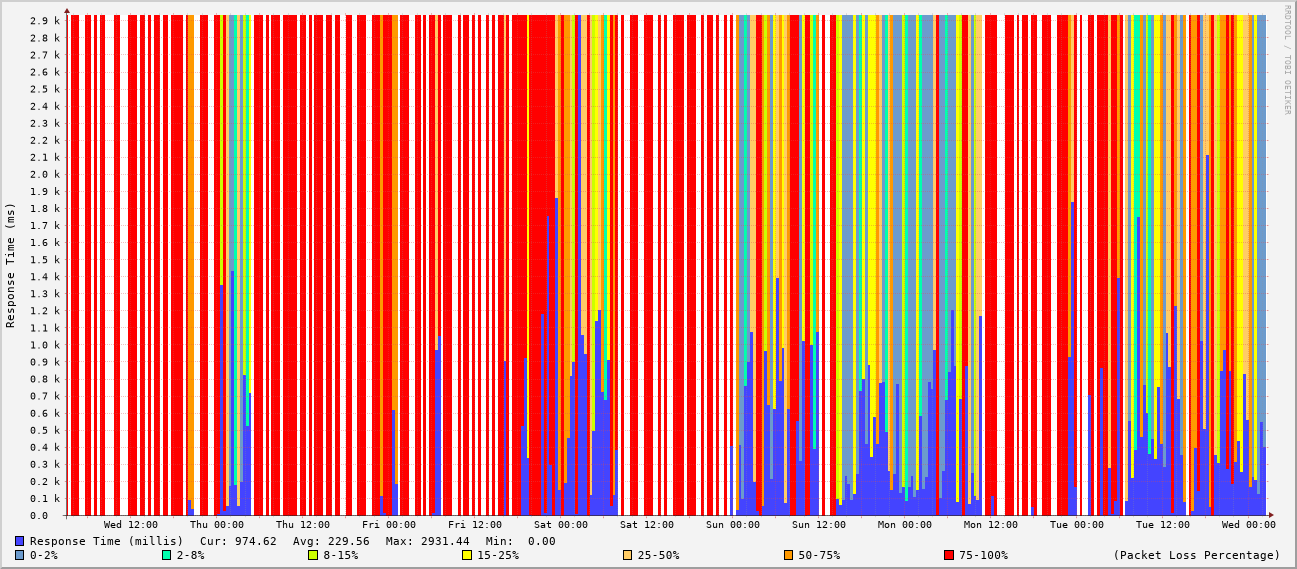 RRDTOOL / TOBI OETIKER
Response Time (ms)
2.9 k
2.8 k
2.7 k
2.6 k
2.5 k
2.4 k
2.3 k
2.2 k
2.1 k
2.0 k
1.9 k
1.8 k
1.7 k
1.6 k
1.5 k
1.4 k
1.3 k
1.2 k
1.1 k
1.0 k
0.9 k
0.8 k
0.7 k
0.6 k
0.5 k
0.4 k
0.3 k
0.2 k
0.1 k
0.0
Wed 12:00 Thu 00:00 Thu 12:00 Fri 00:00 Fri 12:00 Sat 00:00 Sat 12:00 Sun 00:00 Sun 12:00 Mon 00:00 Mon 12:00 Tue 00:00 Tue 12:00 Wed 00:00
Response Time (millis) Cur: 974.62 Avg: 229.56 Max: 2931.44 Min: 0.00
0-2% 2-8% 8-15% 15-25% 25-50% 50-75% 75-100% (Packet Loss Percentage)